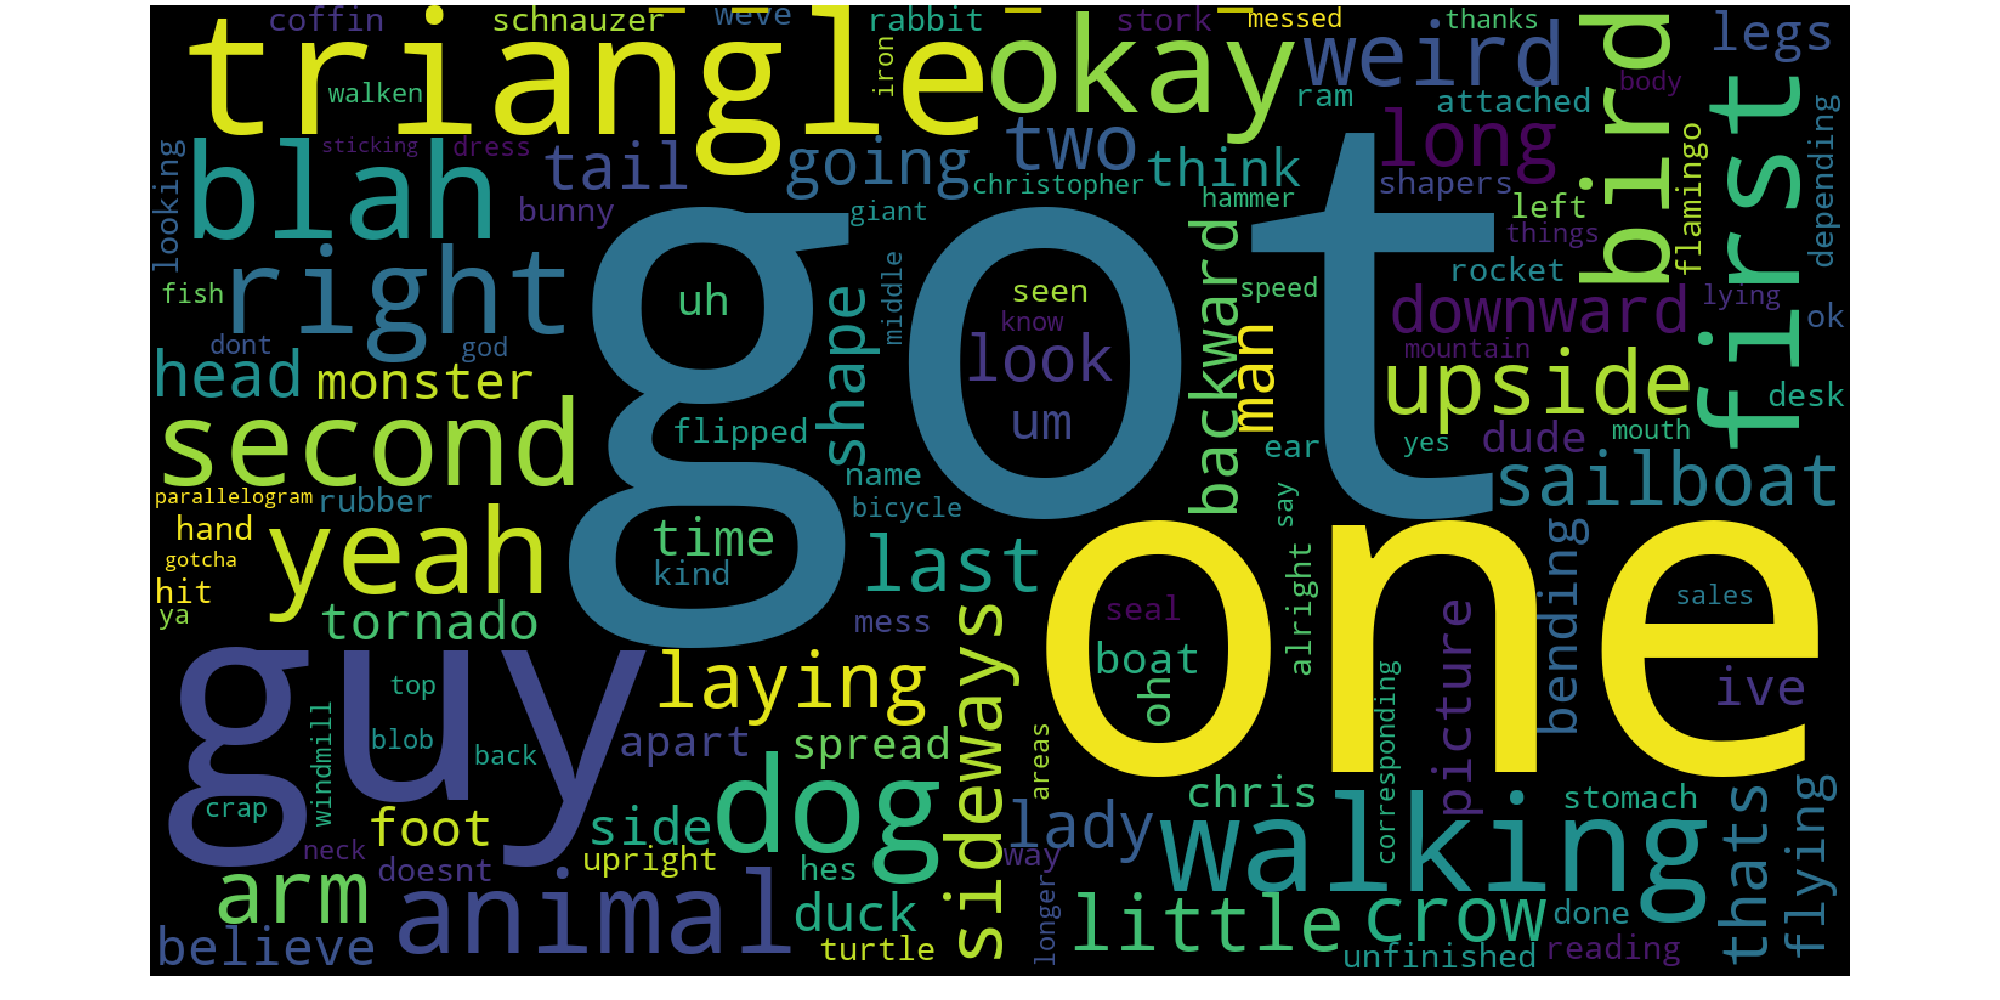 coffin
schnauzer
weve
rabbit
stork
messed
thanks
legs
triangle
okay
weird
bird
first
iron
walken
ram
attached
body
sticking
dress
blah
tail
going
two
think
long
looking
flamingo
depending
bunny
christopher
shapers
giant
hammer
left
things
right
got
backward
rocket
fish
uh
middle
seen
speed
downward
lying
ok
dont
god
know
man
mountain
head
monster
shape
look
upside
desk
second
flipped
um
ear
yes
dude
mouth
name
sailboat
parallelogram
rubber
bicycle
say
hand
yeah
time
one
gotcha
kind
last
alright
bending
hit
ya
tornado
mess
seal
sales
guy
laying
sideways
boat
oh
picture
ive
top
apart
spread
corresponding
blob
back
windmill
areas
crap
foot
side
dog
lady
chris
walking
stomach
thats
flying
neck
doesnt
upright
hes
way
arm
animal
duck
longery
little
crow
done
believe
turtle
unfinished
reading